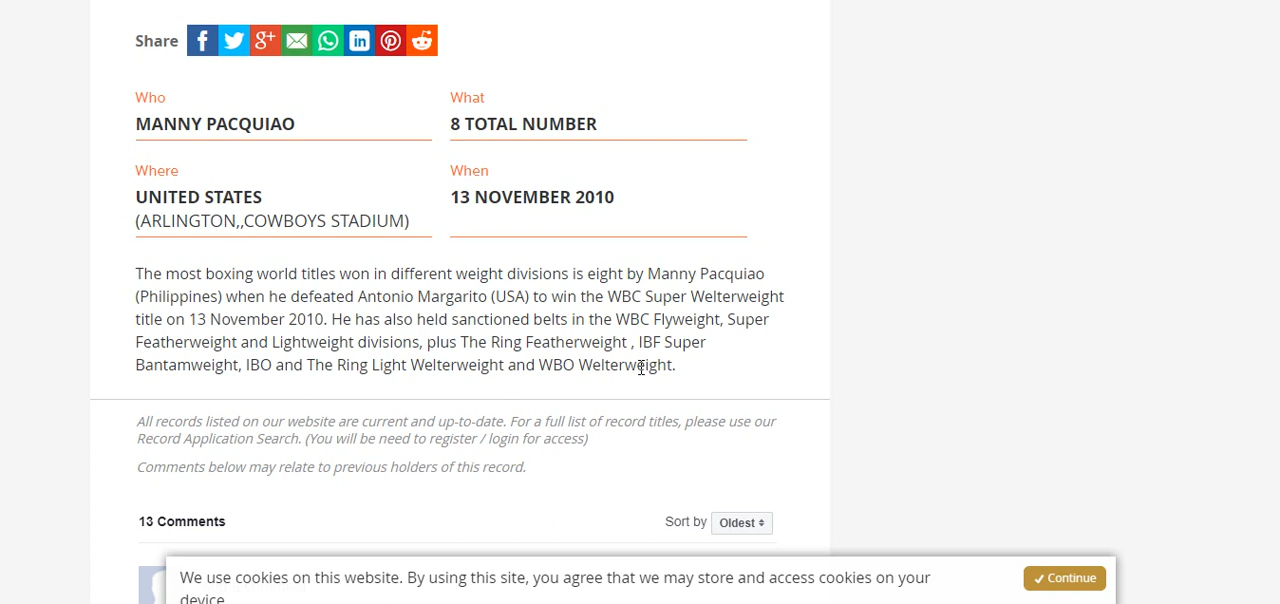 Share
Who
MANNY PACQUIAO
What
8 TOTAL NUMBER
Where
UNITED STATES
(ARLINGTON,,COWBOYS STADIUM)
When
13 NOVEMBER 2010
The most boxing world titles won in different weight divisions is eight by Manny Pacquiao
(Philippines) when he defeated Antonio Margarito (USA) to win the WBC Super Welterweight
title on 13 November 2010. He has also held sanctioned belts in the WBC Flyweight, Super
Featherweight and Lightweight divisions, plus The Ring Featherweight , IBF Super
Bantamweight, IBO and The Ring Light Welterweight and WBO Welterweight.
All records listed on our website are current and up-to-date. For a full list of record titles, please use our
Record Application Search. (You will be need to register / login for access)
Comments below may relate to previous holders of this record.
13 Comments
Sort by Oldest
We use cookies on this website. By using this site, you agree that we may store and access cookies on your
device.
Continue